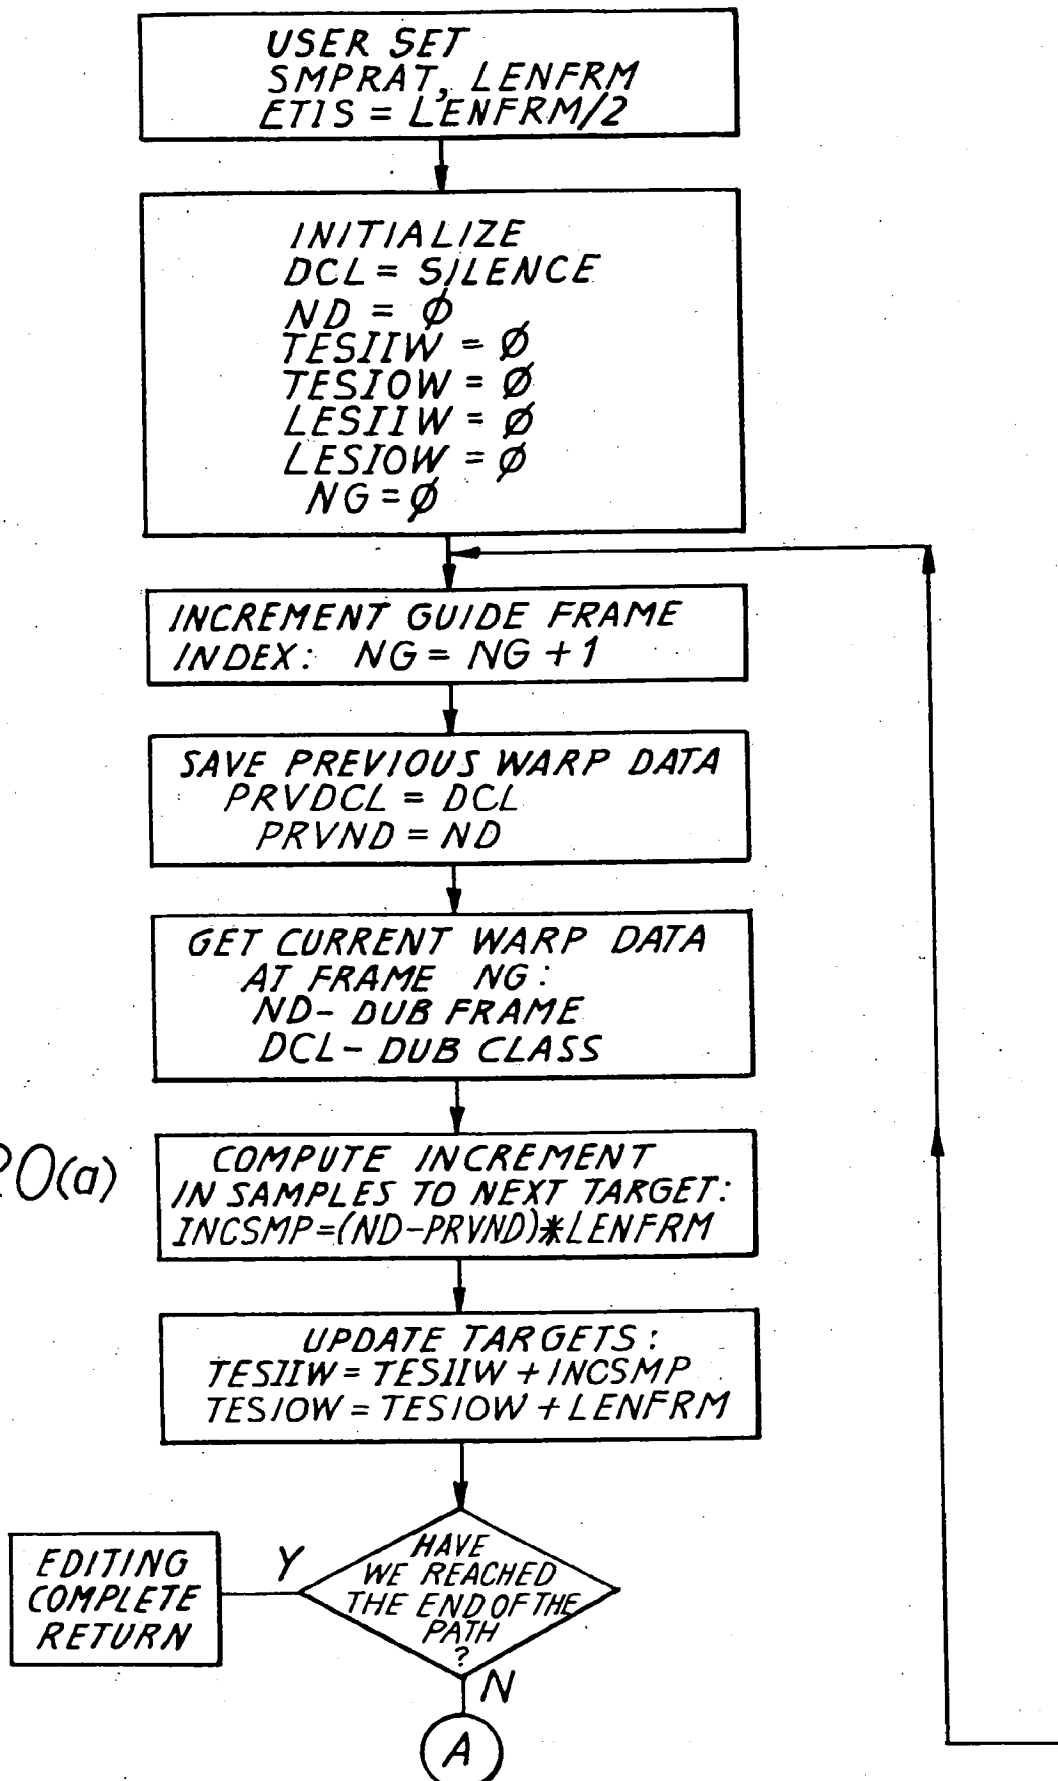 USER SET
SMPRAT, LENFRM
ETIS = LENFRM/2
INITIALIZE
DCL = SILENCE
ND = Ø
TESIIW = Ø
TESIOW = Ø
LESIIW = Ø
LESIOW = Ø
NG = Ø
INCREMENT GUIDE FRAME
INDEX: NG = NG + 1
SAVE PREVIOUS WARP DATA
PRVDCL = DCL
PRVND = ND
GET CURRENT WARP DATA
AT FRAME NG:
ND - DUB FRAME
DCL - DUB CLASS
20(a)
COMPUTE INCREMENT
IN SAMPLES TO NEXT TARGET:
INCSMP = (ND-PRVND)*LENFRM
UPDATE TARGETS:
TESIIW = TESIIW + INCSMP
TESIOW = TESIOW + LENFRM
HAVE
WE REACHED
THE END OF THE
PATH
?
Y
EDITING
COMPLETE
RETURN
N
A